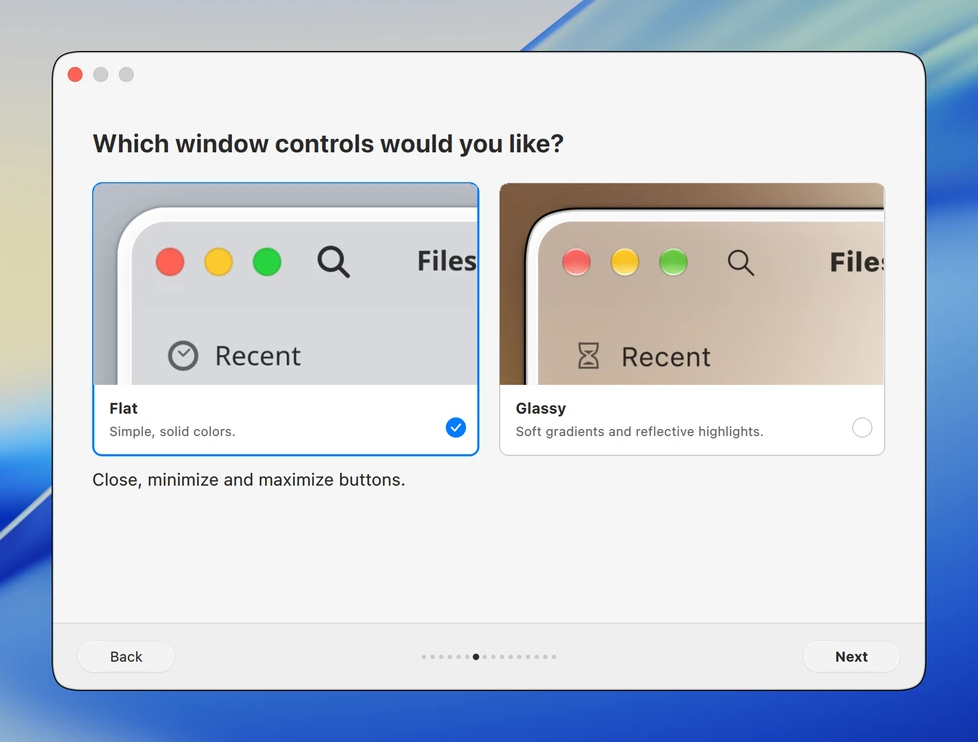 Which window controls would you like?
Files
Recent
Flat
Simple, solid colors.
Files
Recent
Glassy
Soft gradients and reflective highlights.
Close, minimize and maximize buttons.
Back
Next